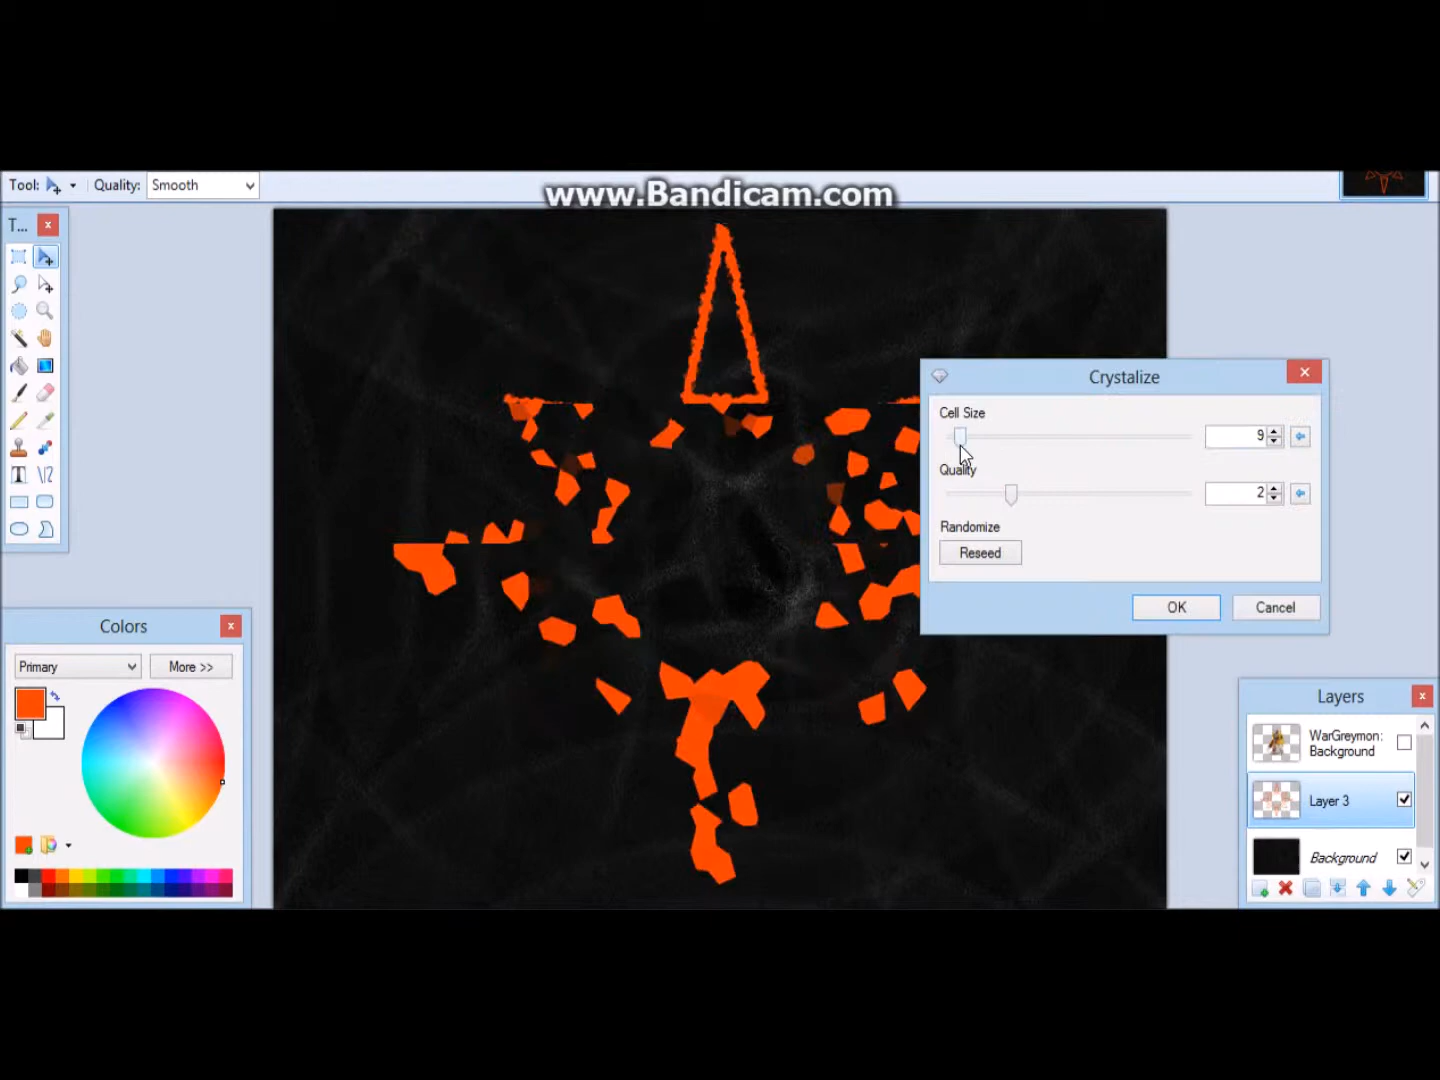 Tool:
Quality:
Smooth
www.Bandicam.com
T...
Crystalize
Cell Size
9
Quality
2
Randomize
Reseed
OK
Cancel
Colors
Primary
More >>
Layers
WarGreymon:
Background
Layer 3
Background